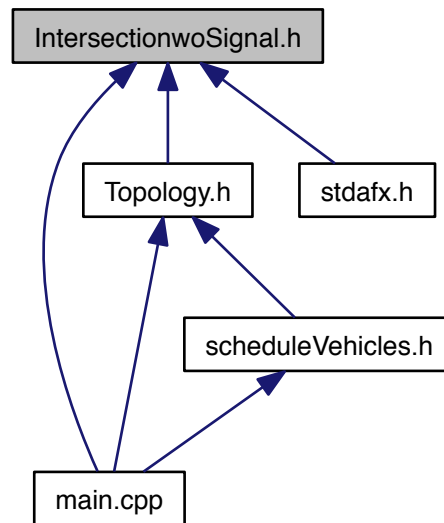 IntersectionwoSignal.h
Topology.h
stdafx.h
scheduleVehicles.h
main.cpp